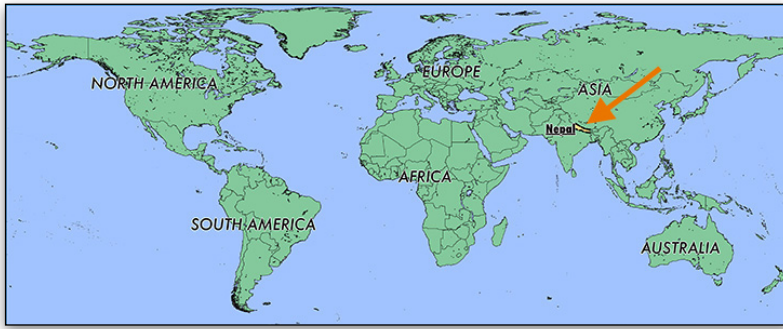 NORTH AMERICA
EUROPE
ASIA
Nepal
AFRICA
SOUTH AMERICA
AUSTRALIA